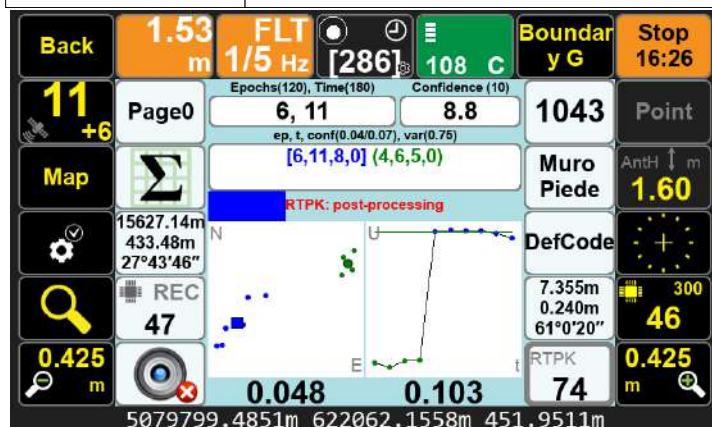 Back
1.53 m
FLT
1/5 Hz
[286]
108 C
Boundar
y G
Stop
16:26
11
+6
Page0
Epochs(120), Time(180)
Confidence (10)
6, 11
8.8
1043
Point
ep, t, conf(0.04/0.07), var(0.75)
Map
Σ
[6,11,8,0] (4,6,5,0)
Muro
Piede
AntH m
1.60
RTPK: post-processing
15627.14m
433.48m
27°43'46"
N
U
DefCode
REC
47
7.355m
0.240m
61°0'20"
300
46
0.425
m
E
t
0.048
0.103
RTPK
74
0.425
m
5079799.4851m 622062.1558m 451.9511m